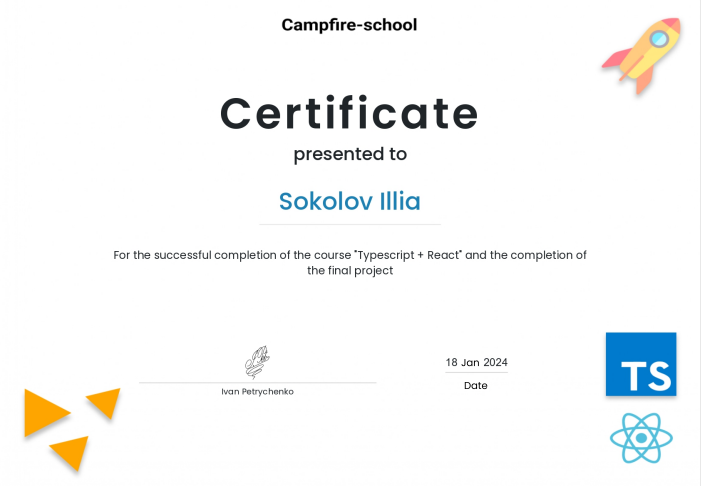 Campfire-school
Certificate
presented to
Sokolov Illia
For the successful completion of the course "Typescript + React" and the completion of
the final project
18 Jan 2024
Ivan Petrychenko
Date
TS